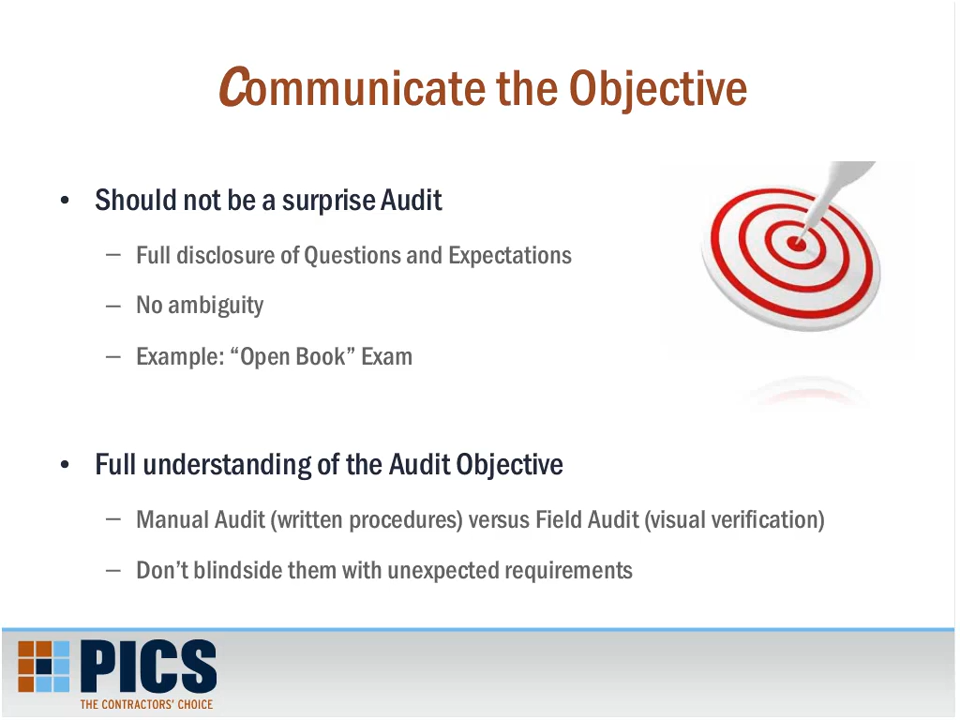 Communicate the Objective
• Should not be a surprise Audit
– Full disclosure of Questions and Expectations
– No ambiguity
– Example: “Open Book” Exam
• Full understanding of the Audit Objective
– Manual Audit (written procedures) versus Field Audit (visual verification)
– Don’t blindside them with unexpected requirements
PICS
THE CONTRACTORS’ CHOICE